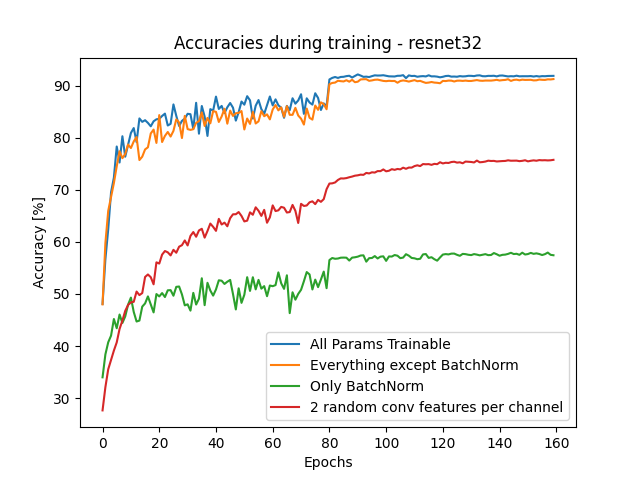 Accuracies during training - resnet32
Accuracy [%]
90
80
70
60
50
40
30
0 20 40 60 80 100 120 140 160
Epochs
All Params Trainable
Everything except BatchNorm
Only BatchNorm
2 random conv features per channel